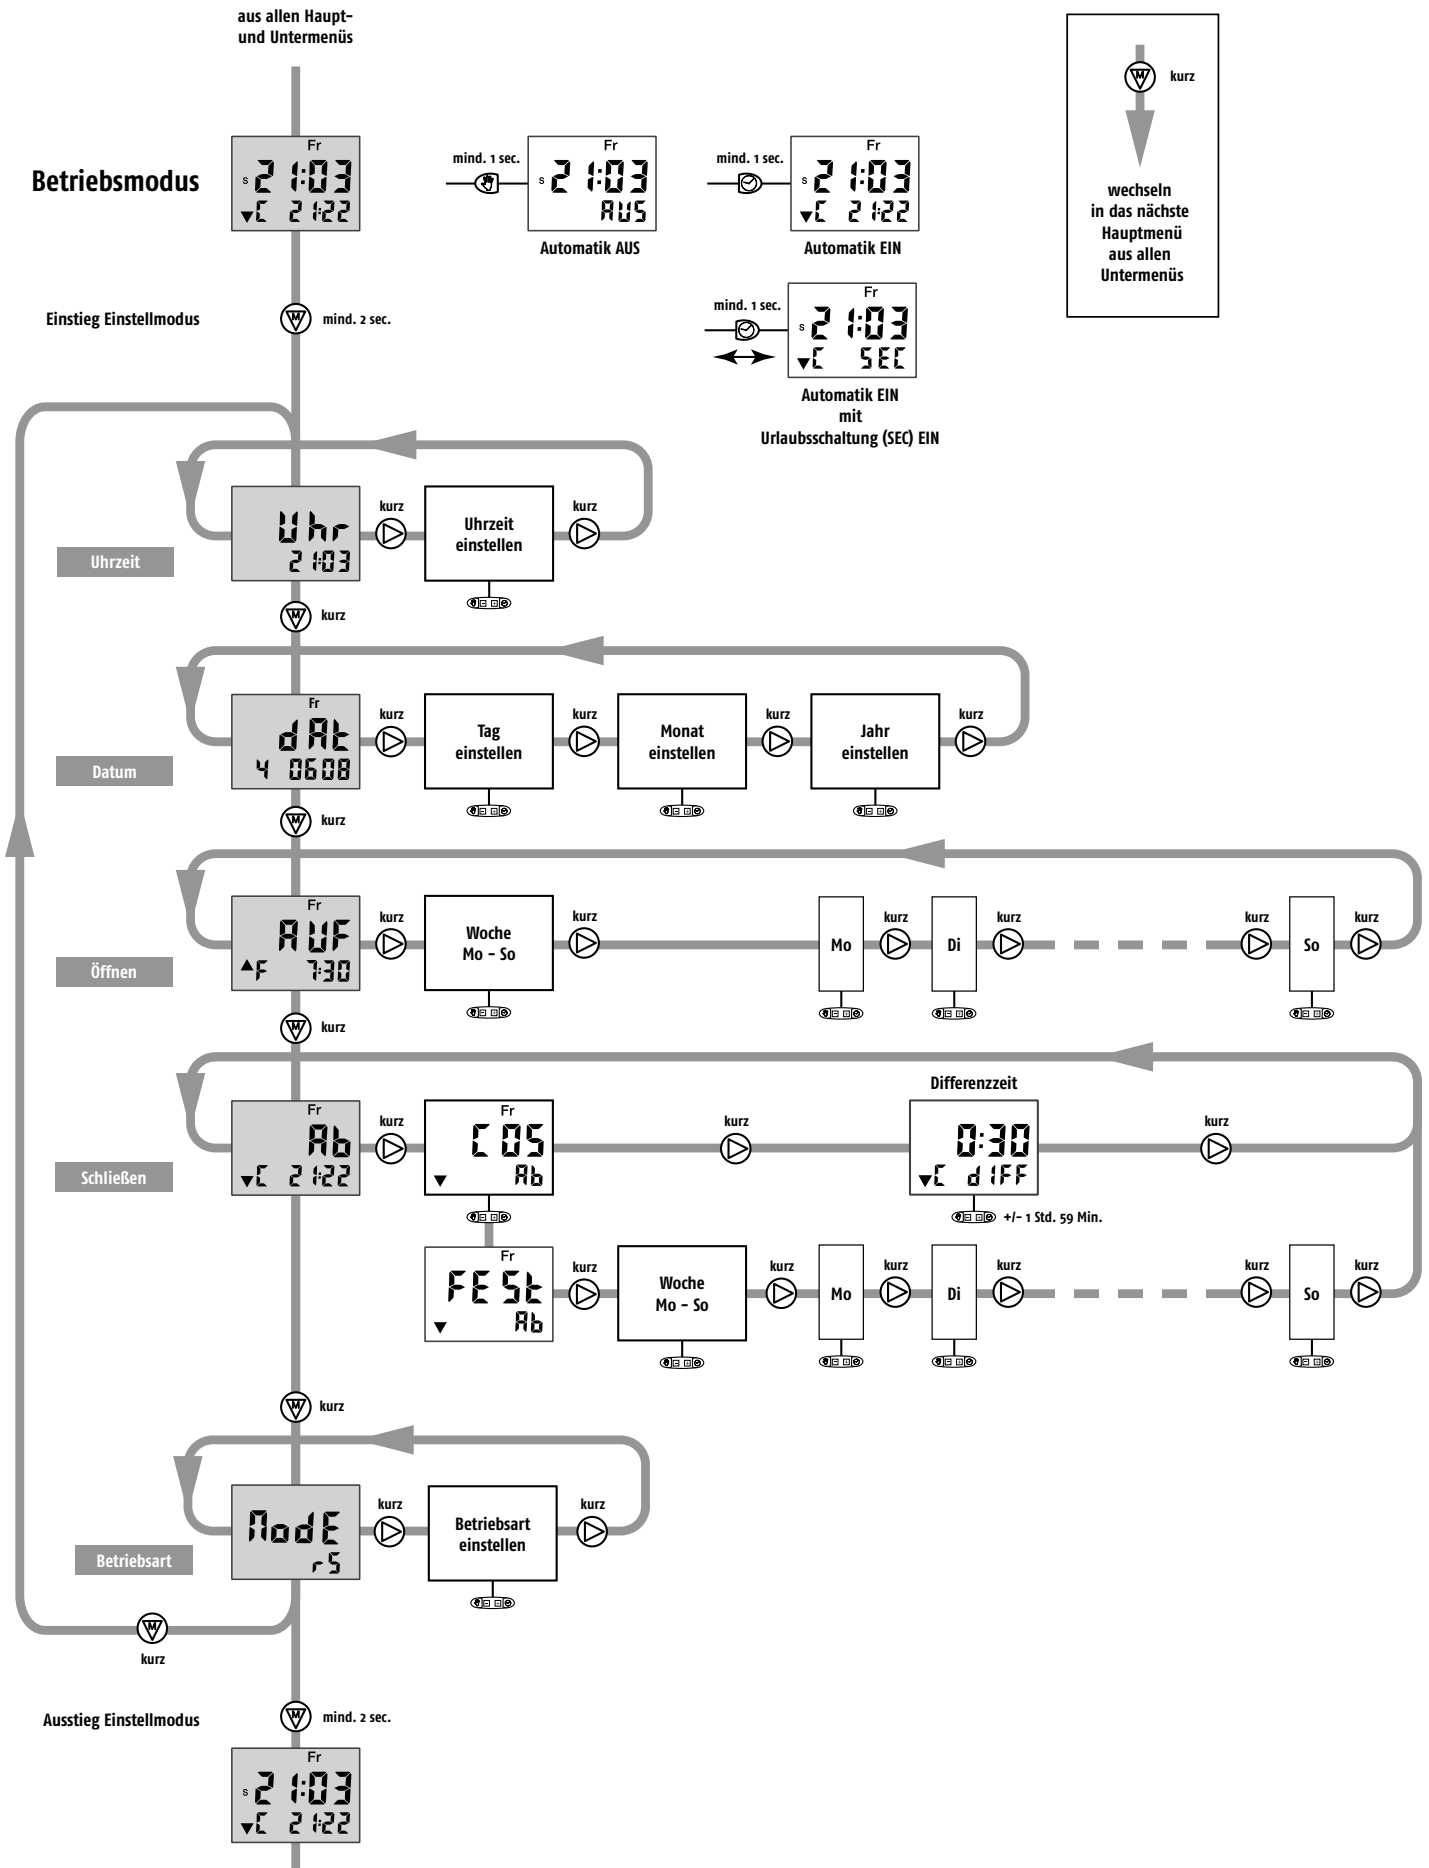 aus allen Haupt-
und Untermenüs
Betriebsmodus
Fr
s 21:03
▼C 21:22
mind. 1 sec.
Fr
s 21:03
AUS
Automatik AUS
mind. 1 sec.
Fr
s 21:03
▼C 21:22
Automatik EIN
M kurz
wechseln
in das nächste
Hauptmenü
aus allen
Untermenüs
Einstieg Einstellmodus
M mind. 2 sec.
mind. 1 sec.
Fr
s 21:03
▼C SEC
Automatik EIN
mit
Urlaubsschaltung (SEC) EIN
Uhrzeit
Uhr
21:03
kurz
Uhrzeit
einstellen
kurz
M kurz
Datum
Fr
dAt
4 0608
kurz
Tag
einstellen
kurz
Monat
einstellen
kurz
Jahr
einstellen
kurz
M kurz
Öffnen
Fr
AUF
▲F 7:30
kurz
Woche
Mo - So
kurz
Mo
kurz
Di
kurz
kurz
So
kurz
M kurz
Schließen
Fr
Ab
▼C 21:22
kurz
Fr
COS
▼ Ab
kurz
Differenzzeit
0:30
▼C dIFF
+/- 1 Std. 59 Min.
kurz
Fr
FESt
▼ Ab
kurz
Woche
Mo - So
kurz
Mo
kurz
Di
kurz
kurz
So
kurz
M kurz
Betriebsart
ModE
rS
kurz
Betriebsart
einstellen
kurz
M
kurz
Ausstieg Einstellmodus
M mind. 2 sec.
Fr
s 21:03
▼C 21:22